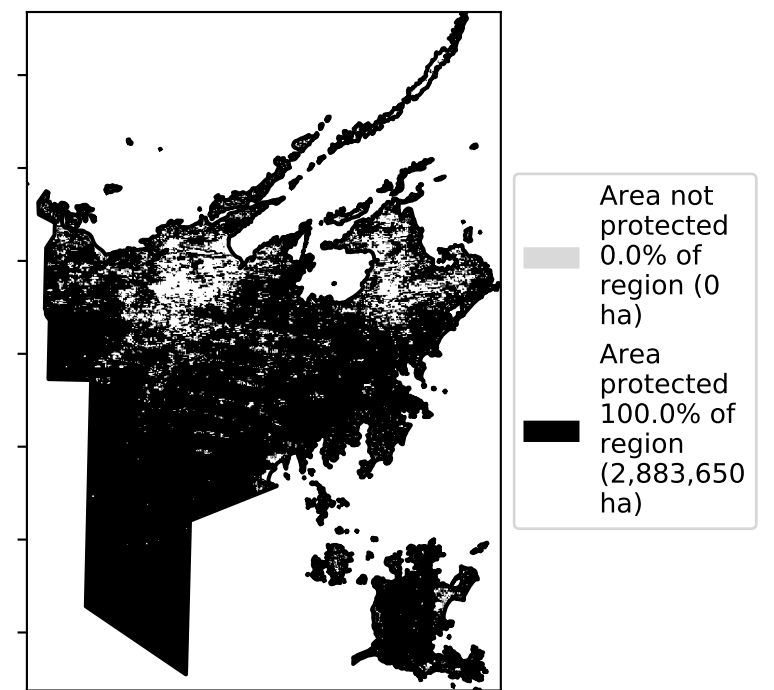 Area not
protected
0.0% of
region (0
ha)
Area
protected
100.0% of
region
(2,883,650
ha)